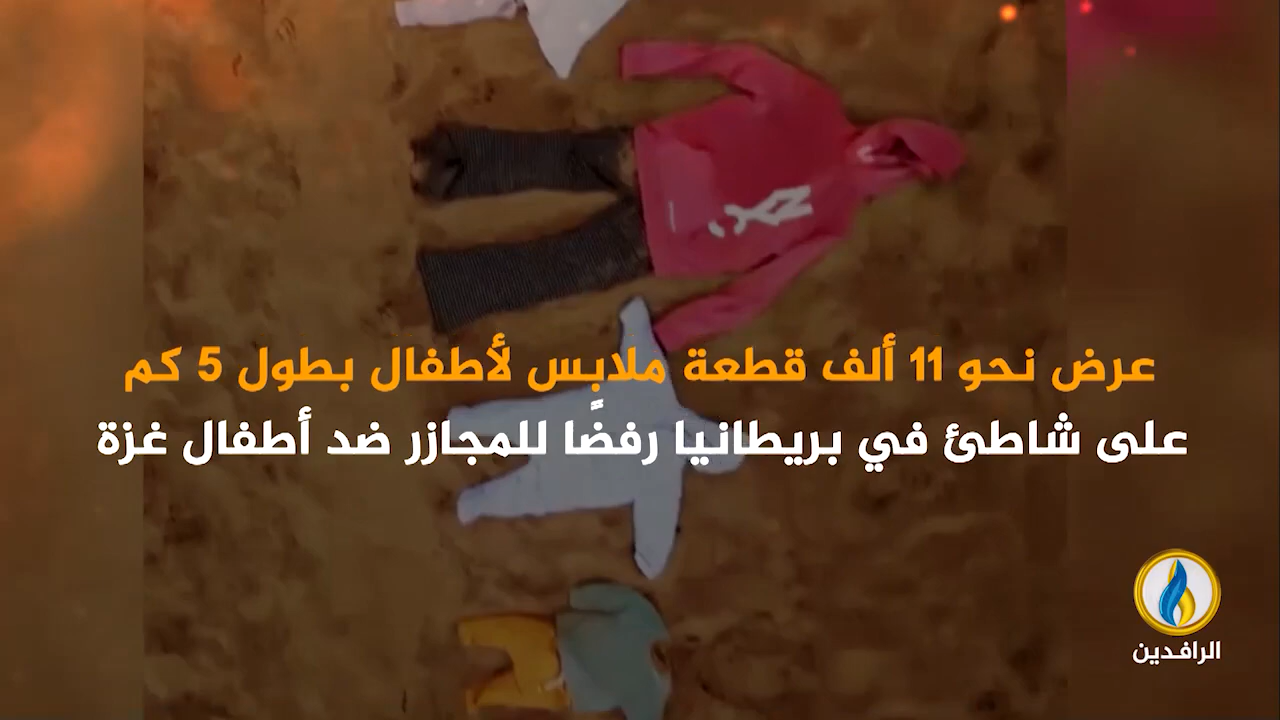 عرض نحو 11 ألف قطعة ملابس لأطفال بطول 5 كم
على شاطئ في بريطانيا رفضًا للمجازر ضد أطفال غزة
الرافدين